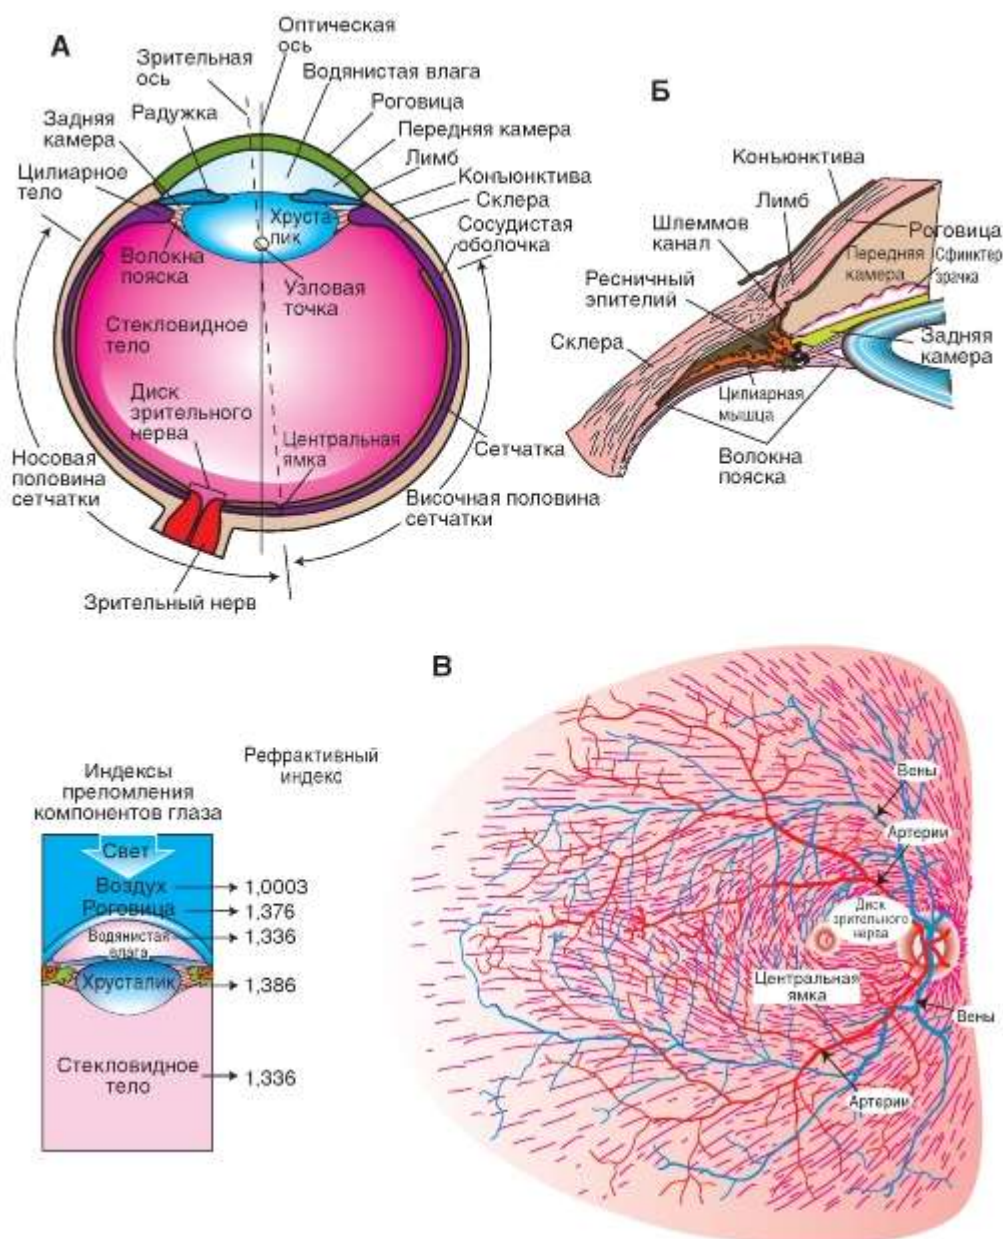 А
Оптическая
ось
Зрительная
ось
Водянистая влага
Радужка
Роговица
Задняя
камера
Передняя камера
Цилиарное
тело
Лимб
Конъюнктива
Склера
Хруста-
лик
Сосудистая
оболочка
Волокна
пояска
Узловая
точка
Стекловидное
тело
Диск
зрительного
нерва
Центральная
ямка
Сетчатка
Носовая
половина
сетчатки
Височная половина
сетчатки
Зрительный нерв
Б
Конъюнктива
Лимб
Шлеммов
канал
Роговица
Передняя
камера
Сфинктер
зрачка
Ресничный
эпителий
Склера
Задняя
камера
Цилиарная
мышца
Волокна
пояска
Рефрактивный
индекс
Индексы
преломления
компонентов глаза
Свет
Воздух 1,0003
Роговица 1,376
Водянистая 1,336
влага
Хрусталик 1,386
Стекловидное
тело 1,336
В
Вены
Артерии
Диск
зрительного
нерва
Центральная
ямка
Вены
Артерии